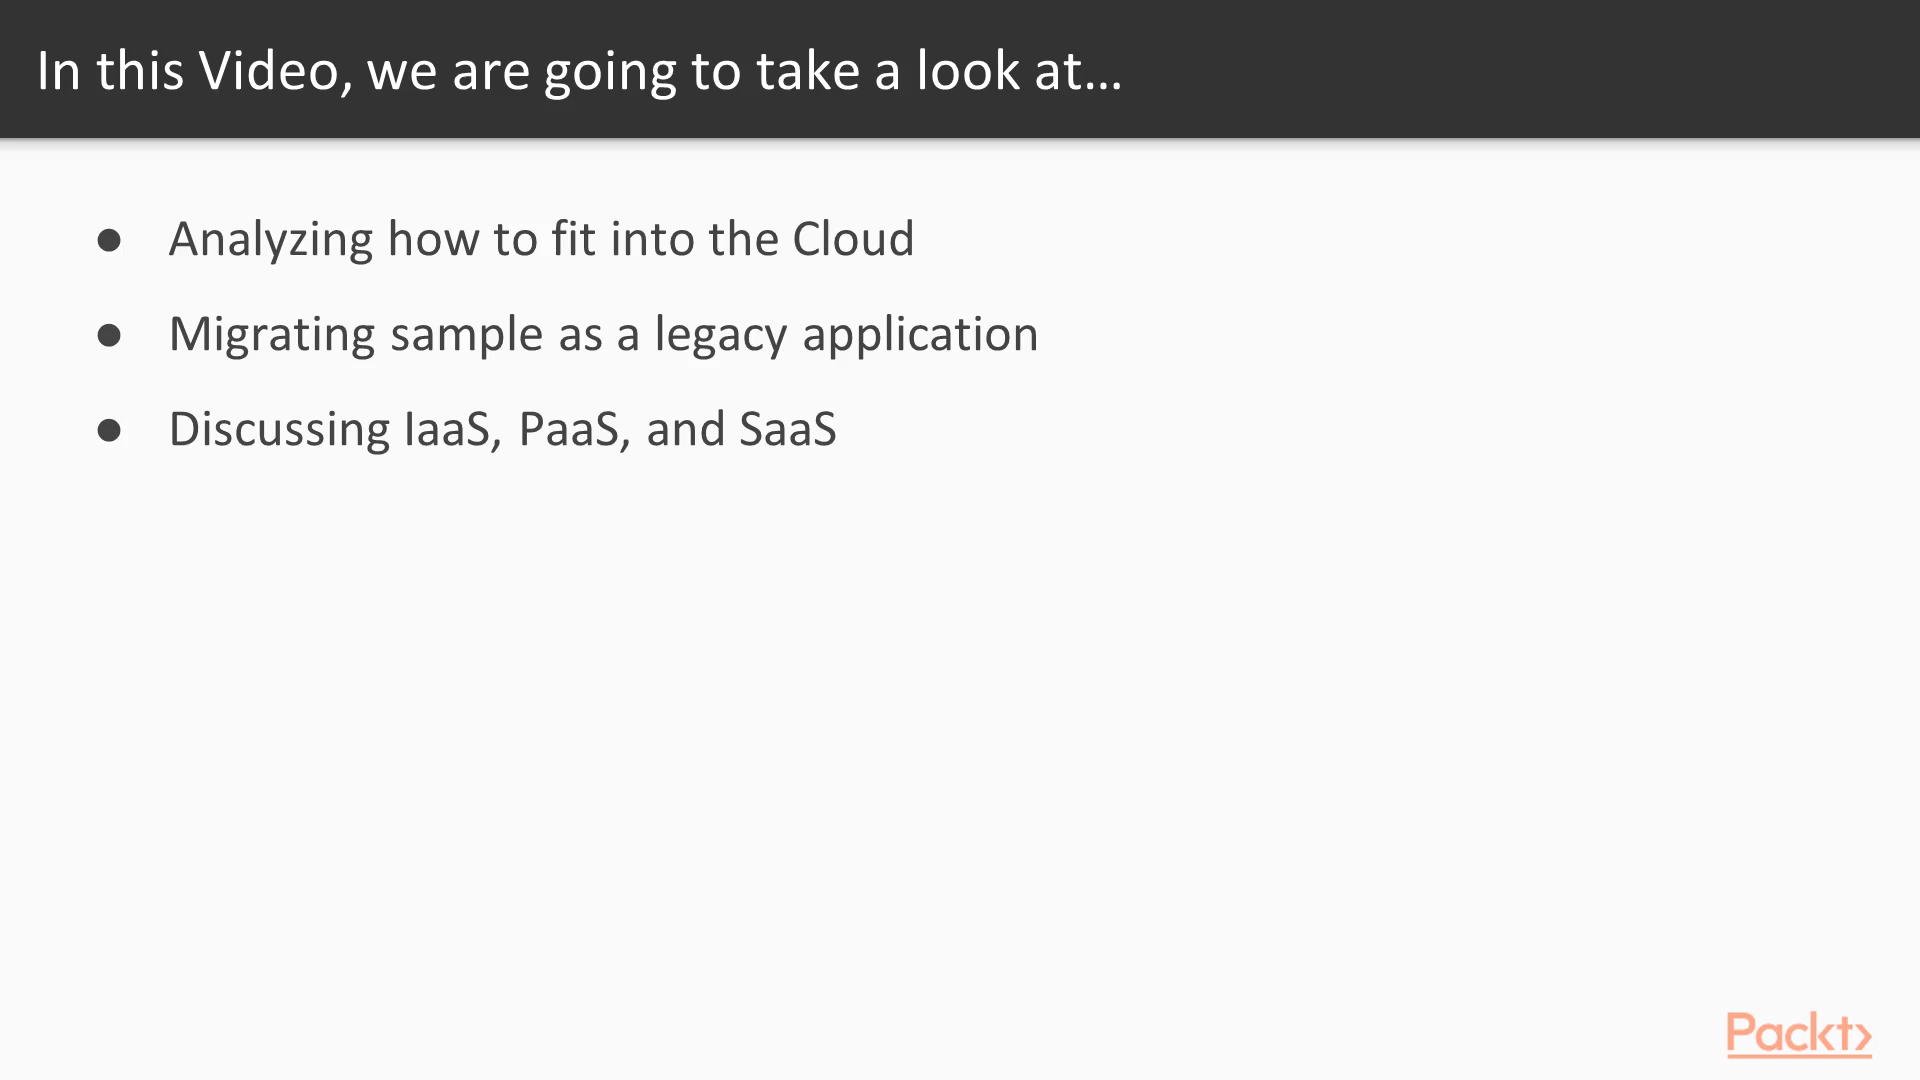 In this Video, we are going to take a look at...
● Analyzing how to fit into the Cloud
● Migrating sample as a legacy application
● Discussing IaaS, PaaS, and SaaS
Packt>